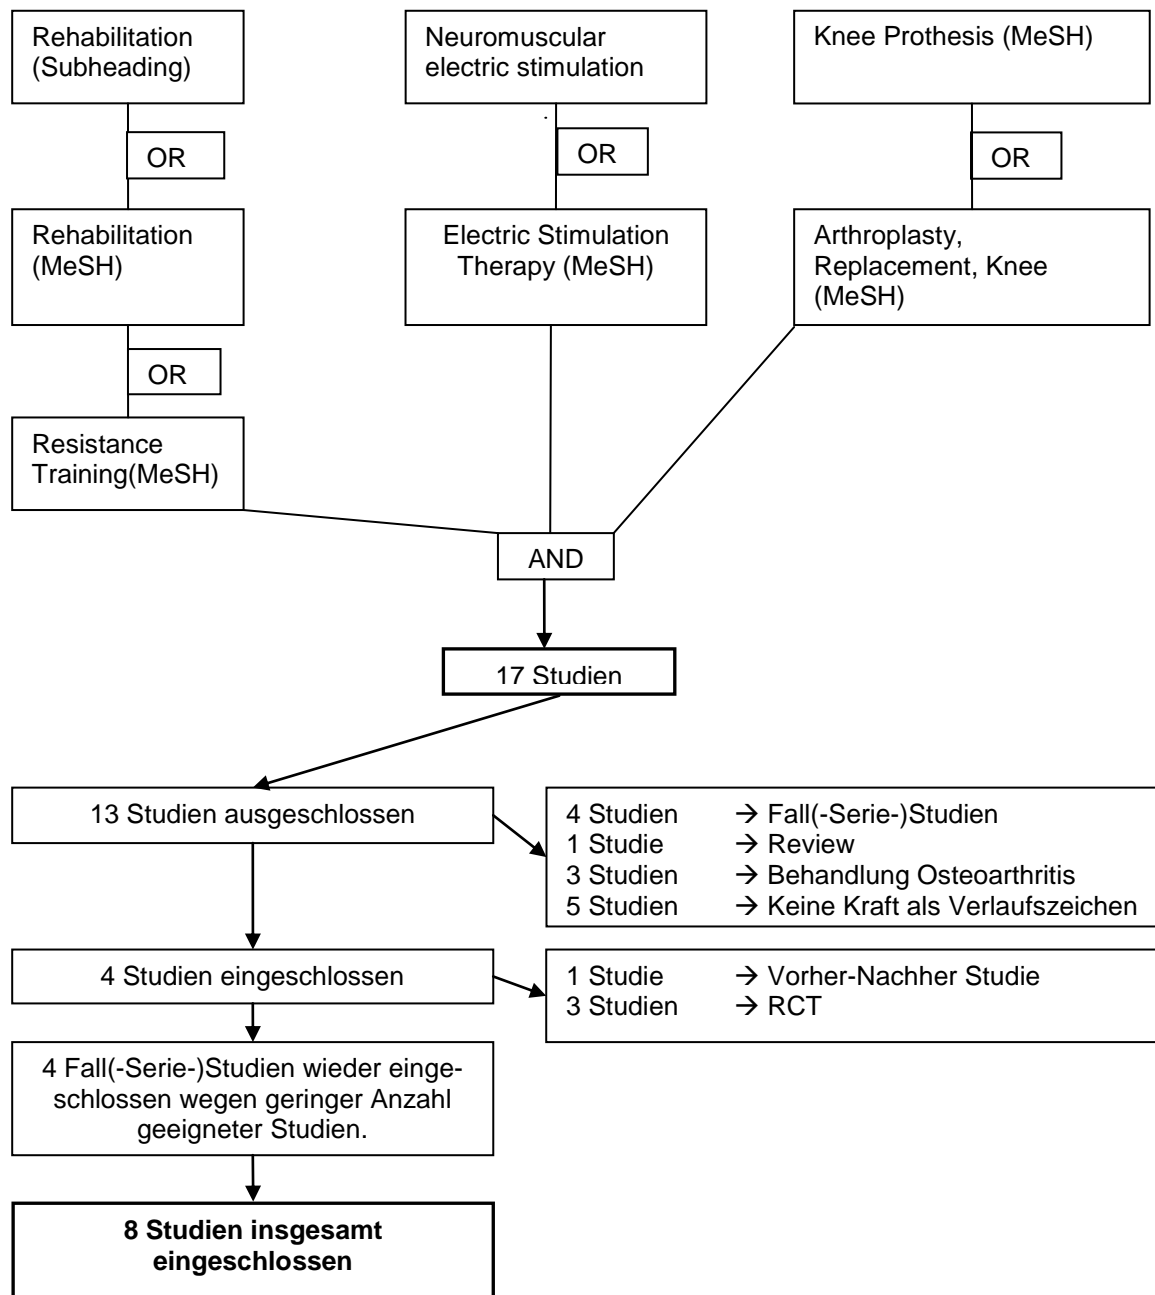 Rehabilitation
(Subheading)
Neuromuscular
electric stimulation
Knee Prothesis (MeSH)
OR
OR
OR
Rehabilitation
(MeSH)
Electric Stimulation
Therapy (MeSH)
Arthroplasty,
Replacement, Knee
(MeSH)
OR
Resistance
Training(MeSH)
AND
17 Studien
13 Studien ausgeschlossen
4 Studien → Fall(-Serie-)Studien
1 Studie → Review
3 Studien → Behandlung Osteoarthritis
5 Studien → Keine Kraft als Verlaufszeichen
4 Studien eingeschlossen
1 Studie → Vorher-Nachher Studie
3 Studien → RCT
4 Fall(-Serie-)Studien wieder einge-
schlossen wegen geringer Anzahl
geeigneter Studien.
8 Studien insgesamt
eingeschlossen